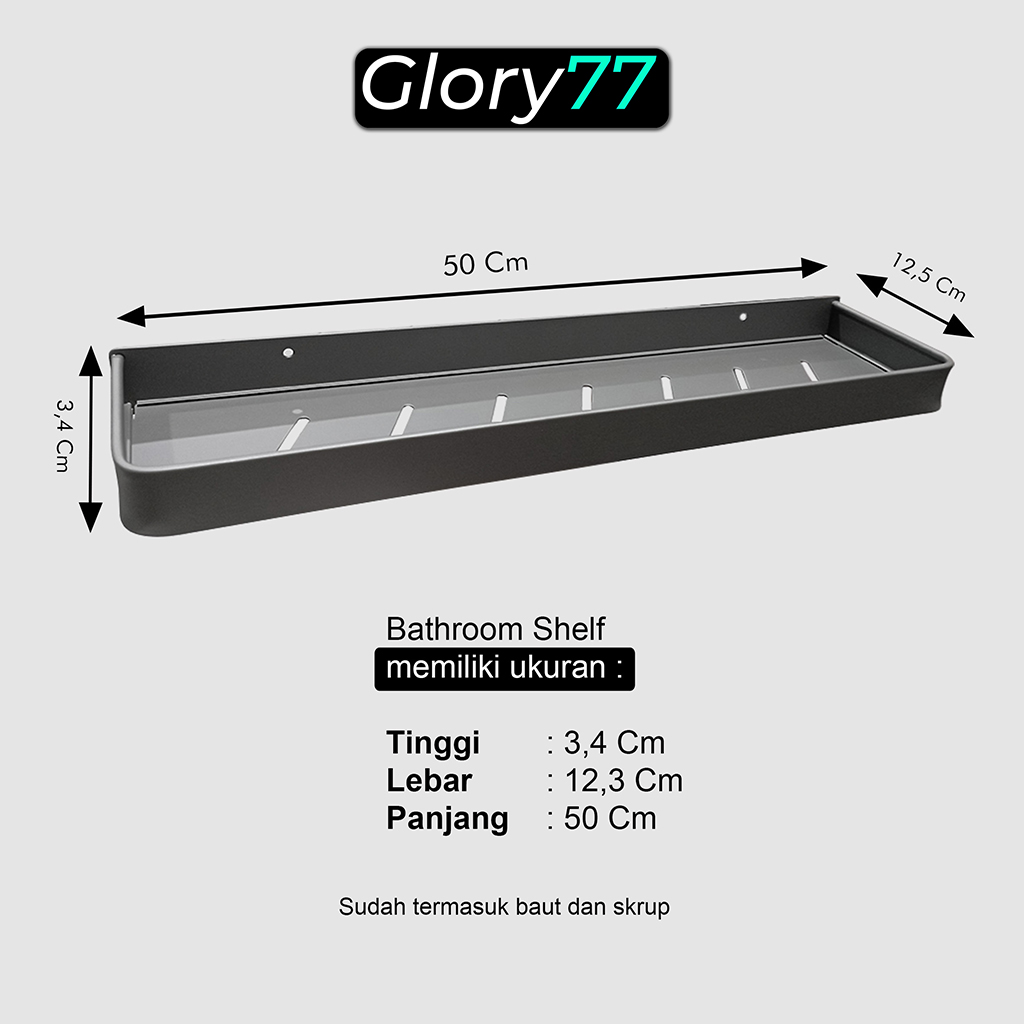 Glory77
50 Cm
12,5 Cm
3,4 Cm
Bathroom Shelf
memiliki ukuran :
Tinggi : 3,4 Cm
Lebar : 12,3 Cm
Panjang : 50 Cm
Sudah termasuk baut dan skrup